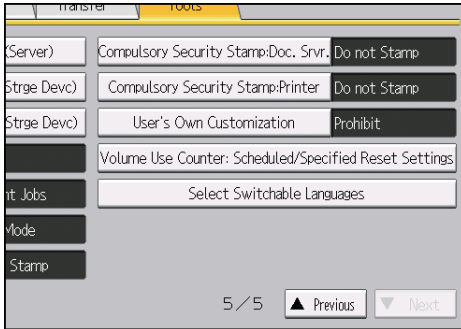 Transfer Tools
(Server) Compulsory Security Stamp:Doc. Srvr. Do not Stamp
Strge Devc) Compulsory Security Stamp:Printer Do not Stamp
Strge Devc) User's Own Customization Prohibit
Volume Use Counter: Scheduled/Specified Reset Settings
nt Jobs Select Switchable Languages
Mode
Stamp
5/5 ▲ Previous ▼ Next